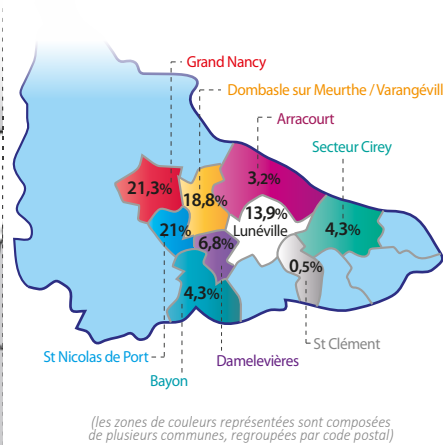 Grand Nancy
Dombasle sur Meurthe / Varangévill
Arracourt
Secteur Cirey
21,3%
18,8%
3,2%
13,9%
Lunéville
4,3%
21%
6,8%
0,5%
4,3%
St Clément
St Nicolas de Port
Damelevières
Bayon
(les zones de couleurs représentées sont composées
de plusieurs communes, regroupées par code postal)